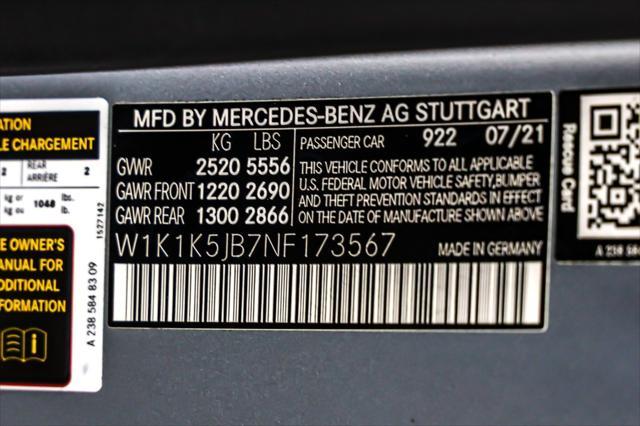 ATION
E CHARGEMENT
2 REAR ARRIÈRE 2
kg or lbs.
kg ou 1048 lb.
1527142
E OWNER'S
ANUAL FOR
DDITIONAL
FORMATION
A 238 584 83 09
MFD BY MERCEDES-BENZ AG STUTTGART
KG LBS PASSENGER CAR 922 07/21
GWR 2520 5556
GAWR FRONT 1220 2690
GAWR REAR 1300 2866
THIS VEHICLE CONFORMS TO ALL APPLICABLE
U.S. FEDERAL MOTOR VEHICLE SAFETY,BUMPER
AND THEFT PREVENTION STANDARDS IN EFFECT
ON THE DATE OF MANUFACTURE SHOWN ABOVE
W1K1K5JB7NF173567 MADE IN GERMANY
Rescue Card
A 238 584